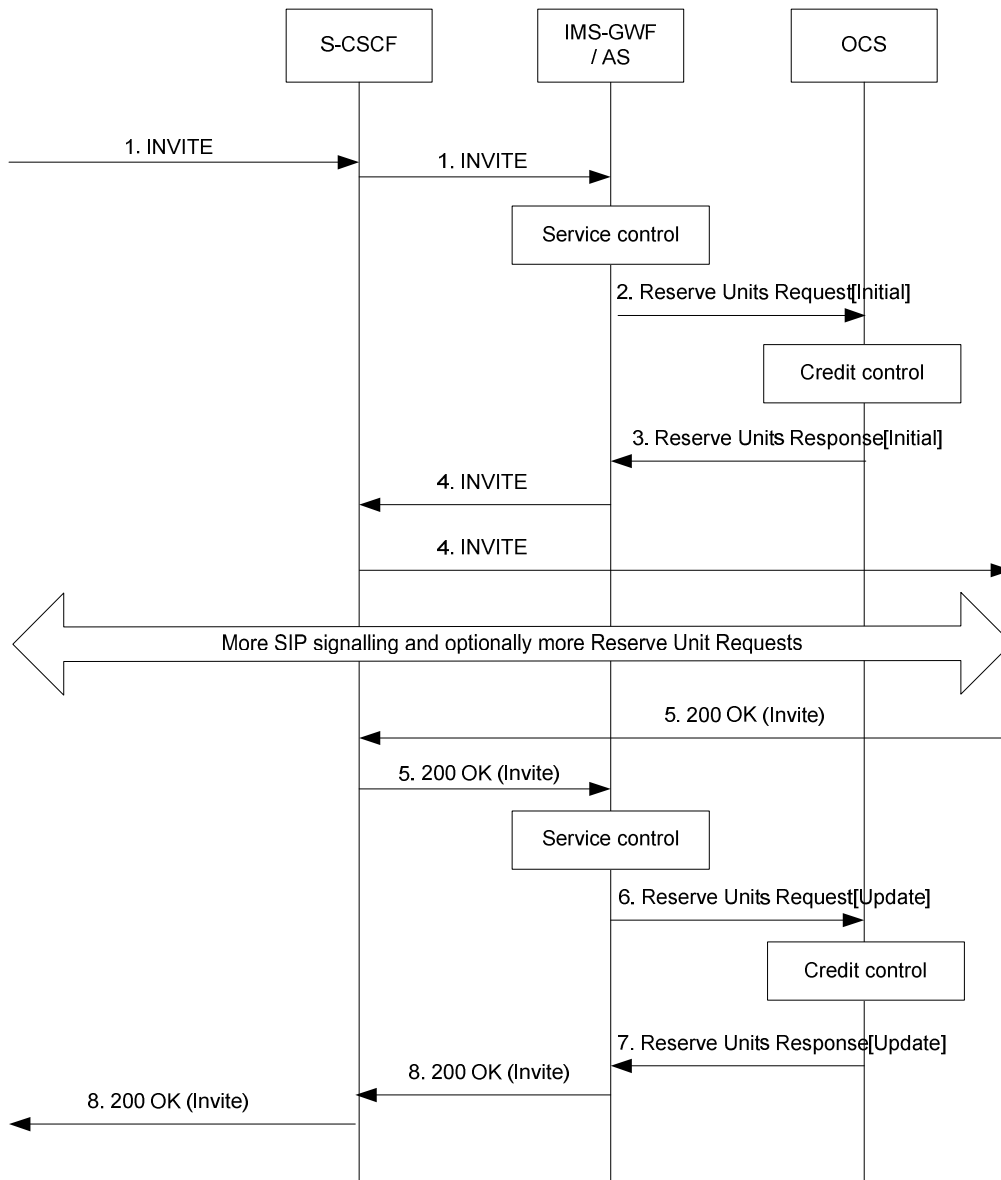 S-CSCF
IMS-GWF
/ AS
OCS
1. INVITE
1. INVITE
Service control
2. Reserve Units Request[Initial]
Credit control
3. Reserve Units Response[Initial]
4. INVITE
4. INVITE
More SIP signalling and optionally more Reserve Unit Requests
5. 200 OK (Invite)
5. 200 OK (Invite)
Service control
6. Reserve Units Request[Update]
Credit control
7. Reserve Units Response[Update]
8. 200 OK (Invite)
8. 200 OK (Invite)